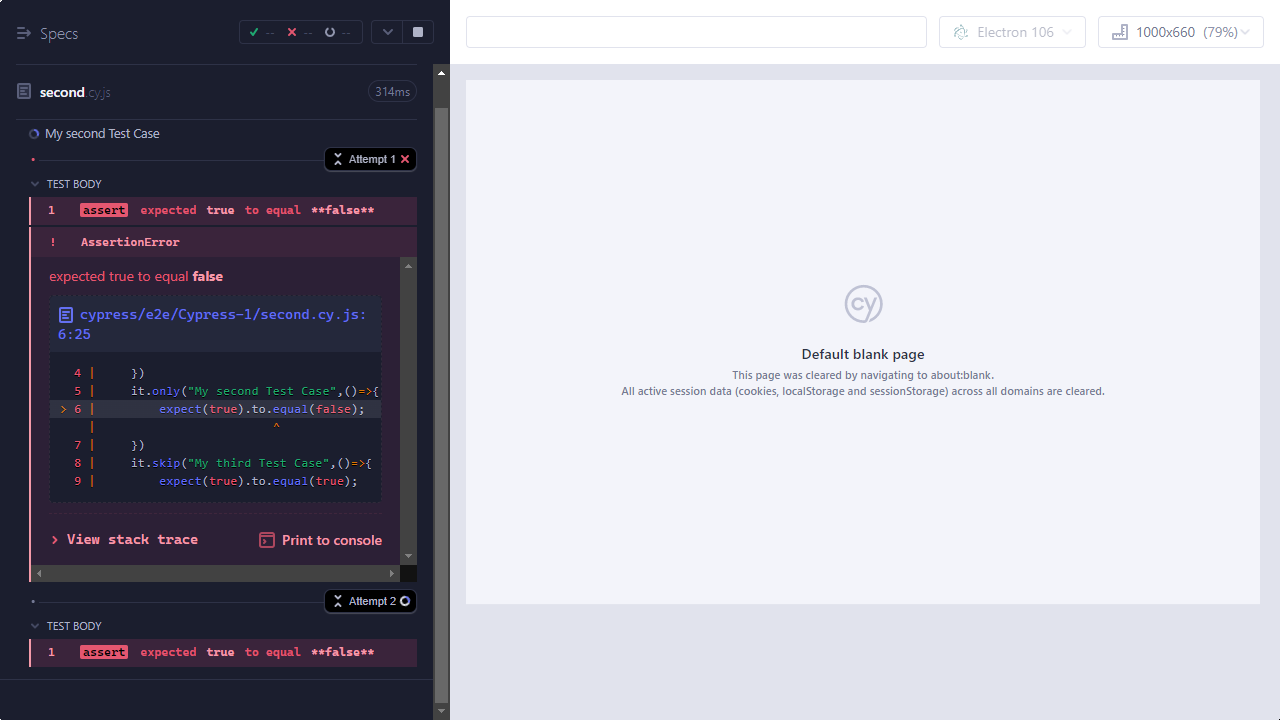 Specs
--
--
--
Electron 106
1000x660 (79%)
second.cy.js
314ms
My second Test Case
Attempt 1
TEST BODY
1 assert expected true to equal **false**
! AssertionError
expected true to equal false
cypress/e2e/Cypress-1/second.cy.js:
6:25
4 | })
5 | it.only("My second Test Case",()=>{
> 6 | expect(true).to.equal(false);
| ^
7 | })
8 | it.skip("My third Test Case",()=>{
9 | expect(true).to.equal(true);
> View stack trace
Print to console
Attempt 2
TEST BODY
1 assert expected true to equal **false**
cy
Default blank page
This page was cleared by navigating to about:blank.
All active session data (cookies, localStorage and sessionStorage) across all domains are cleared.